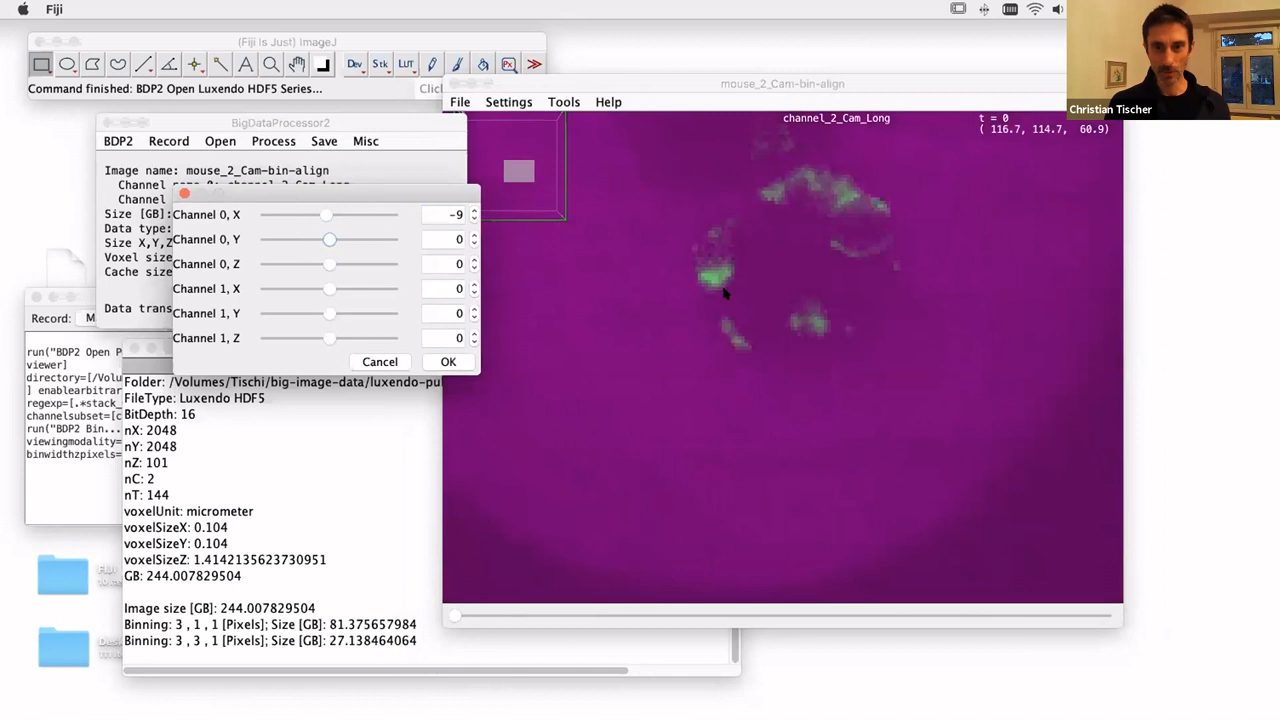 Fiji
(Fiji Is Just) ImageJ
Dev Stk LUT
Command finished: BDP2 Open Luxendo HDF5 Series...
Clic
Christian Tischer
BigDataProcessor2
BDP2 Record Open Process Save Misc
Image name: mouse_2_Cam-bin-align
Channel
Channel
Size [GB]:
Data type:
Size X,Y,Z
Voxel size
Cache size
Data trans
Channel 0, X -9
Channel 0, Y 0
Channel 0, Z 0
Channel 1, X 0
Channel 1, Y 0
Channel 1, Z 0
Cancel OK
mouse_2_Cam-bin-align
File Settings Tools Help
channel_2_Cam_Long
t = 0
( 116.7, 114.7, 60.9)
Record: M
run("BDP2 Open P
viewer]
directory=[/Volum
] enablearbitrar
regexp=[.*stack_
channelsubset=[c
run("BDP2 Bin...
viewingmodality=
binwidthzpixels=
Folder: /Volumes/Tischi/big-image-data/luxendo-pu
FileType: Luxendo HDF5
BitDepth: 16
nX: 2048
nY: 2048
nZ: 101
nC: 2
nT: 144
voxelUnit: micrometer
voxelSizeX: 0.104
voxelSizeY: 0.104
voxelSizeZ: 1.4142135623730951
GB: 244.007829504
Image size [GB]: 244.007829504
Binning: 3 , 1 , 1 [Pixels]; Size [GB]: 81.375657984
Binning: 3 , 3 , 1 [Pixels]; Size [GB]: 27.138464064